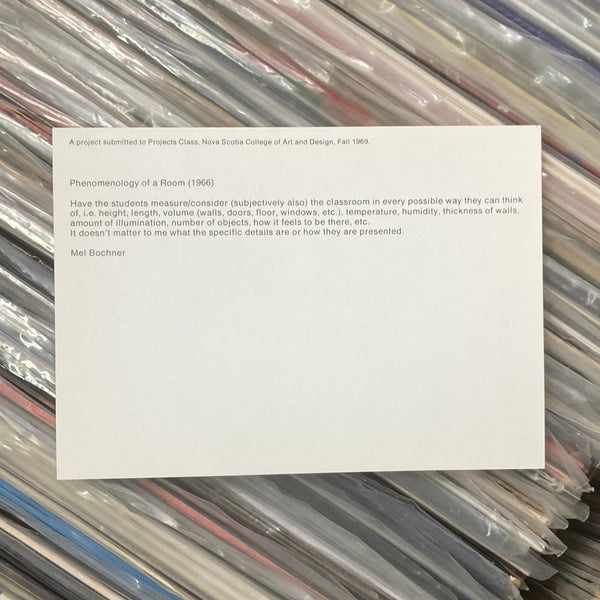 A project submitted to Projects Class, Nova Scotia College of Art and Design, Fall 1969.
Phenomenology of a Room (1966)
Have the students measure/consider (subjectively also) the classroom in every possible way they can think
of, i.e. height, length, volume (walls, doors, floor, windows, etc.), temperature, humidity, thickness of walls,
amount of illumination, number of objects, how it feels to be there, etc.
It doesn't matter to me what the specific details are or how they are presented.
Mel Bochner